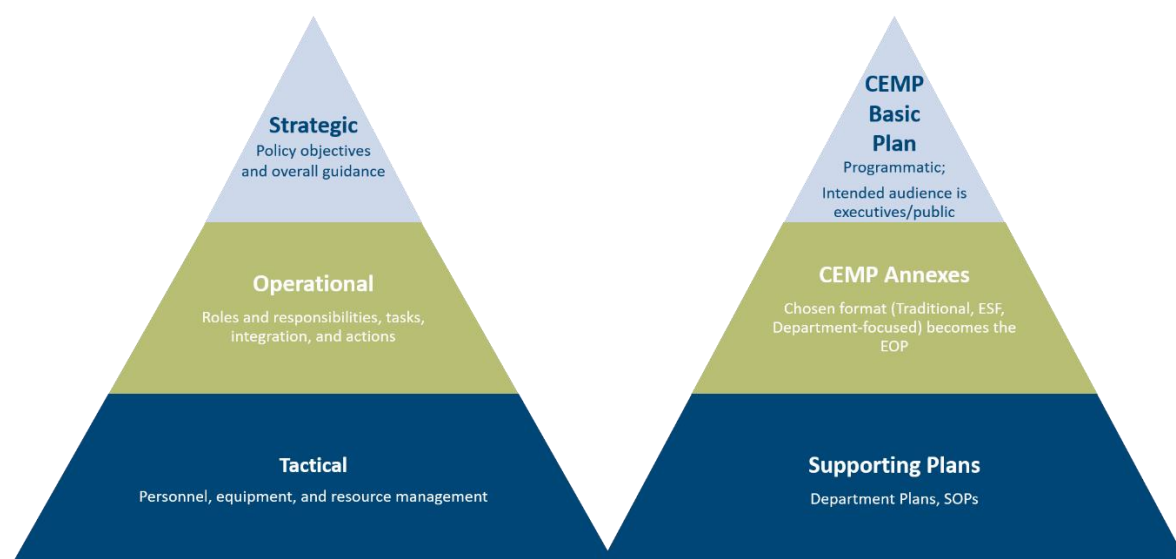 Strategic
Policy objectives
and overall guidance
Operational
Roles and responsibilities, tasks,
integration, and actions
Tactical
Personnel, equipment, and resource management
CEMP
Basic
Plan
Programmatic;
Intended audience is
executives/public
CEMP Annexes
Chosen format (Traditional, ESF,
Department-focused) becomes the
EOP
Supporting Plans
Department Plans, SOPs